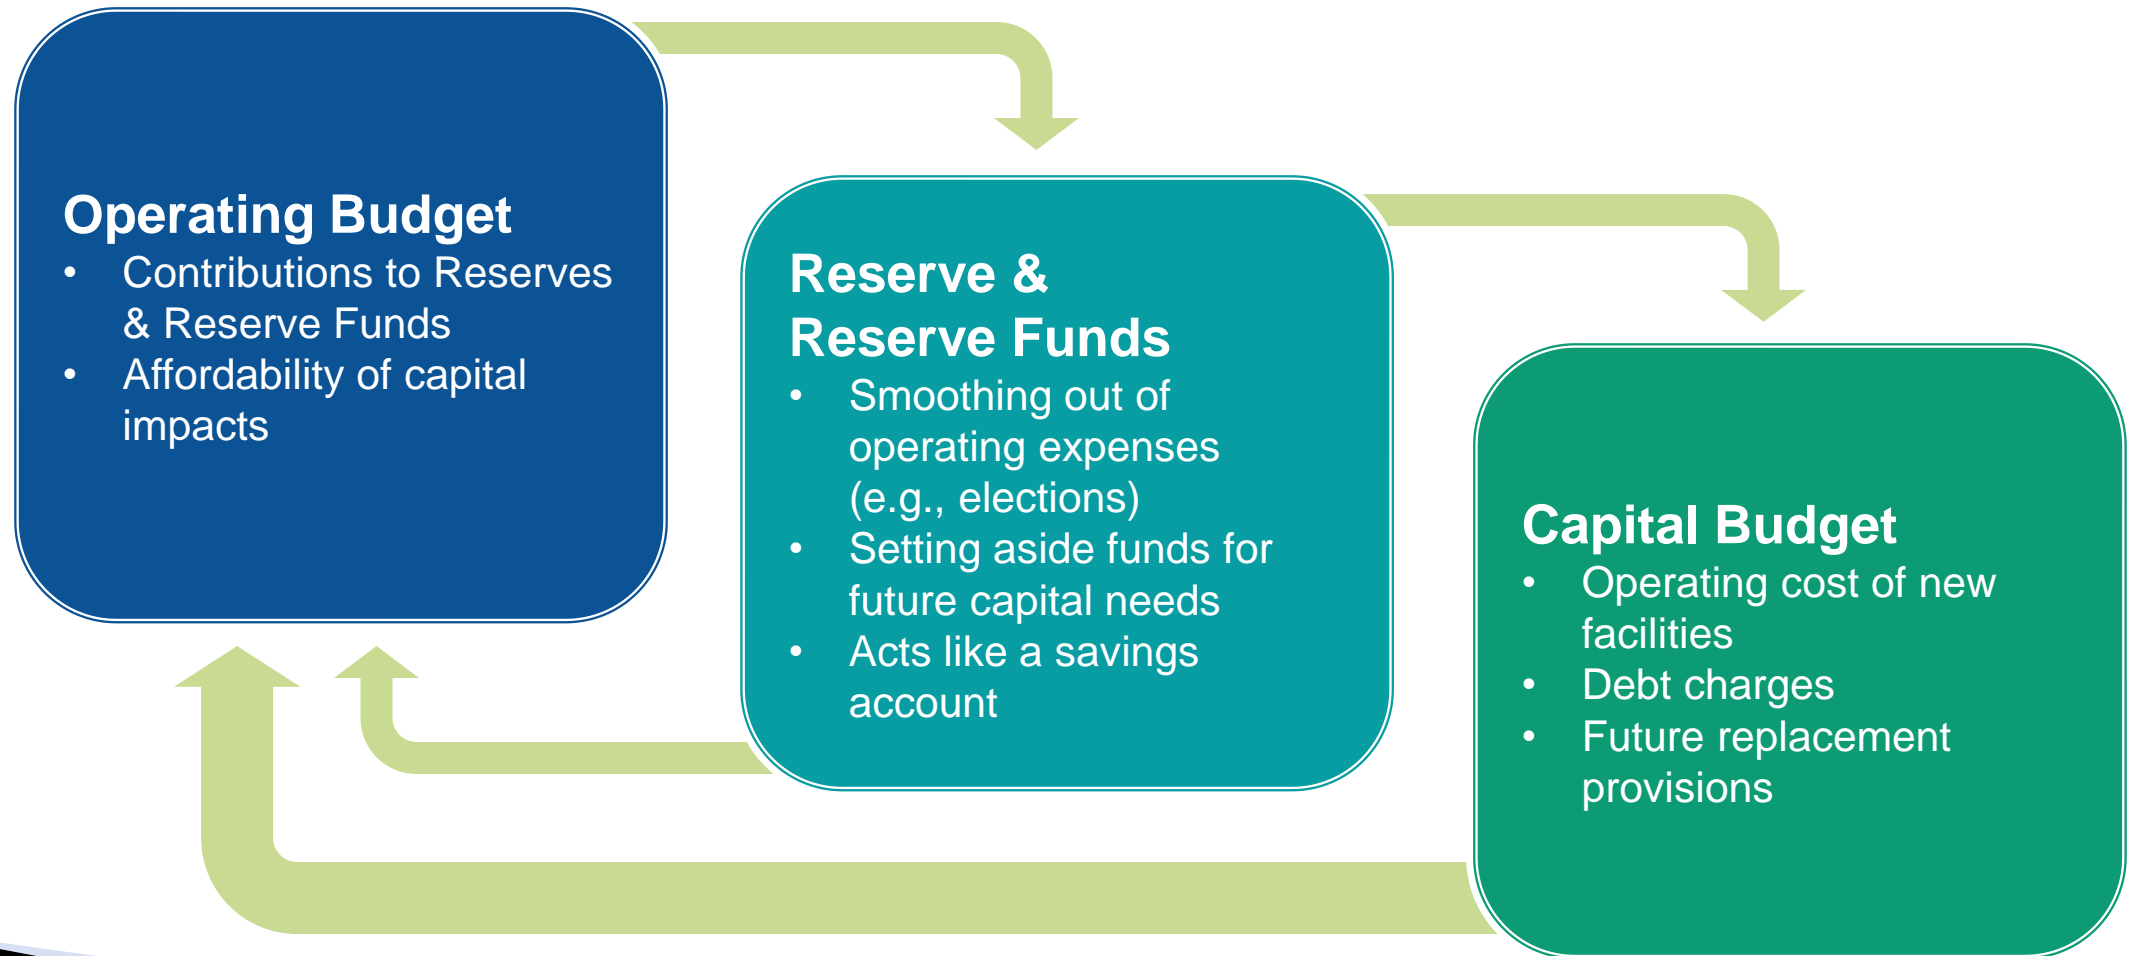 Operating Budget
• Contributions to Reserves
& Reserve Funds
• Affordability of capital
impacts
Reserve &
Reserve Funds
• Smoothing out of
operating expenses
(e.g., elections)
• Setting aside funds for
future capital needs
• Acts like a savings
account
Capital Budget
• Operating cost of new
facilities
• Debt charges
• Future replacement
provisions